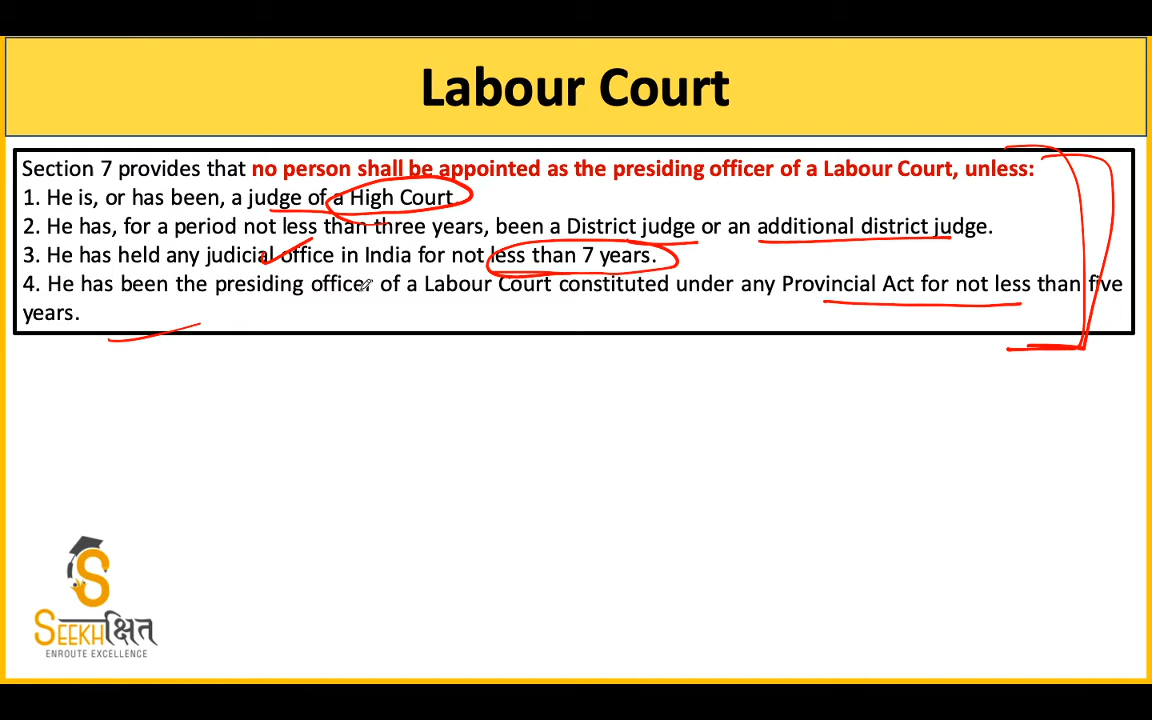 Labour Court
Section 7 provides that no person shall be appointed as the presiding officer of a Labour Court, unless:
1. He is, or has been, a judge of a High Court.
2. He has, for a period not less than three years, been a District judge or an additional district judge.
3. He has held any judicial office in India for not less than 7 years.
4. He has been the presiding officer of a Labour Court constituted under any Provincial Act for not less than five
years.
SEEKHक्षित
ENROUTE EXCELLENCE